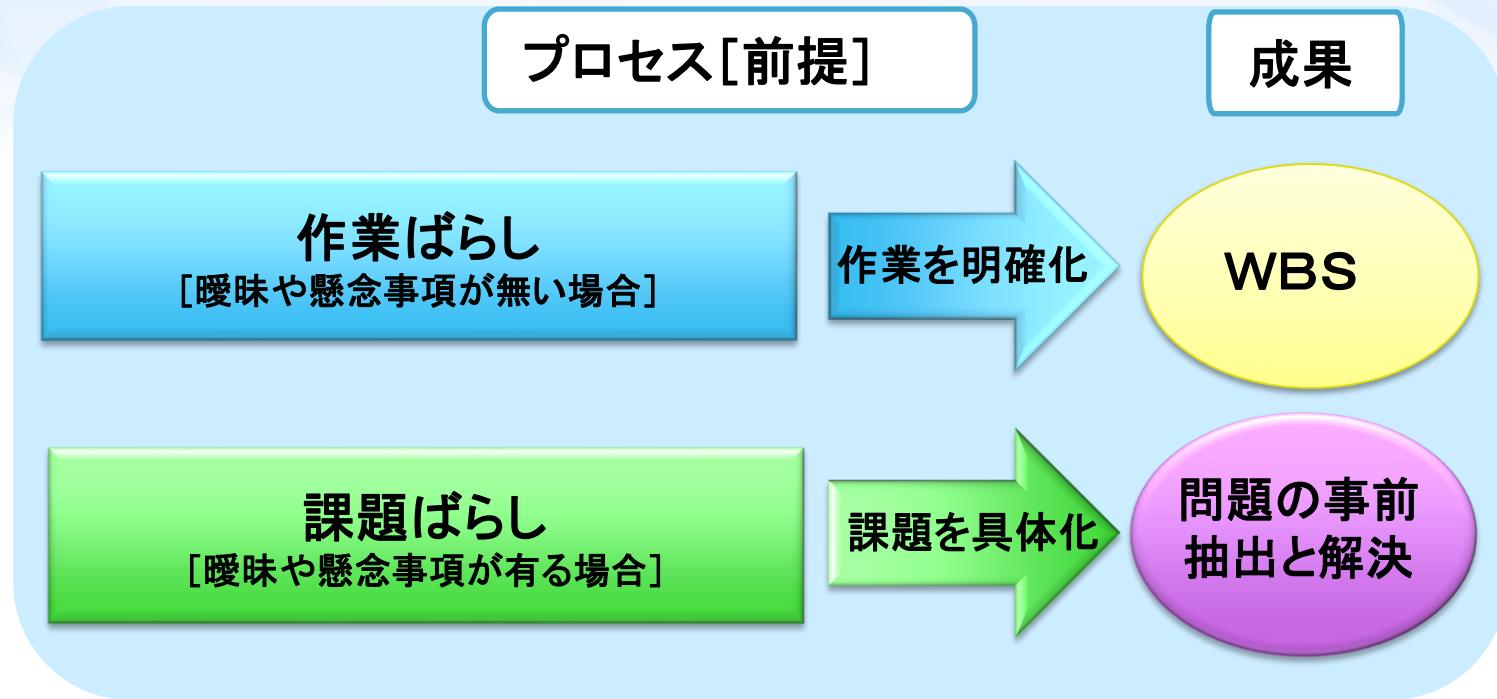 プロセス[前提]
成果
作業ばらし
[曖昧や懸念事項が無い場合]
作業を明確化
ＷＢＳ
課題ばらし
[曖昧や懸念事項が有る場合]
課題を具体化
問題の事前
抽出と解決